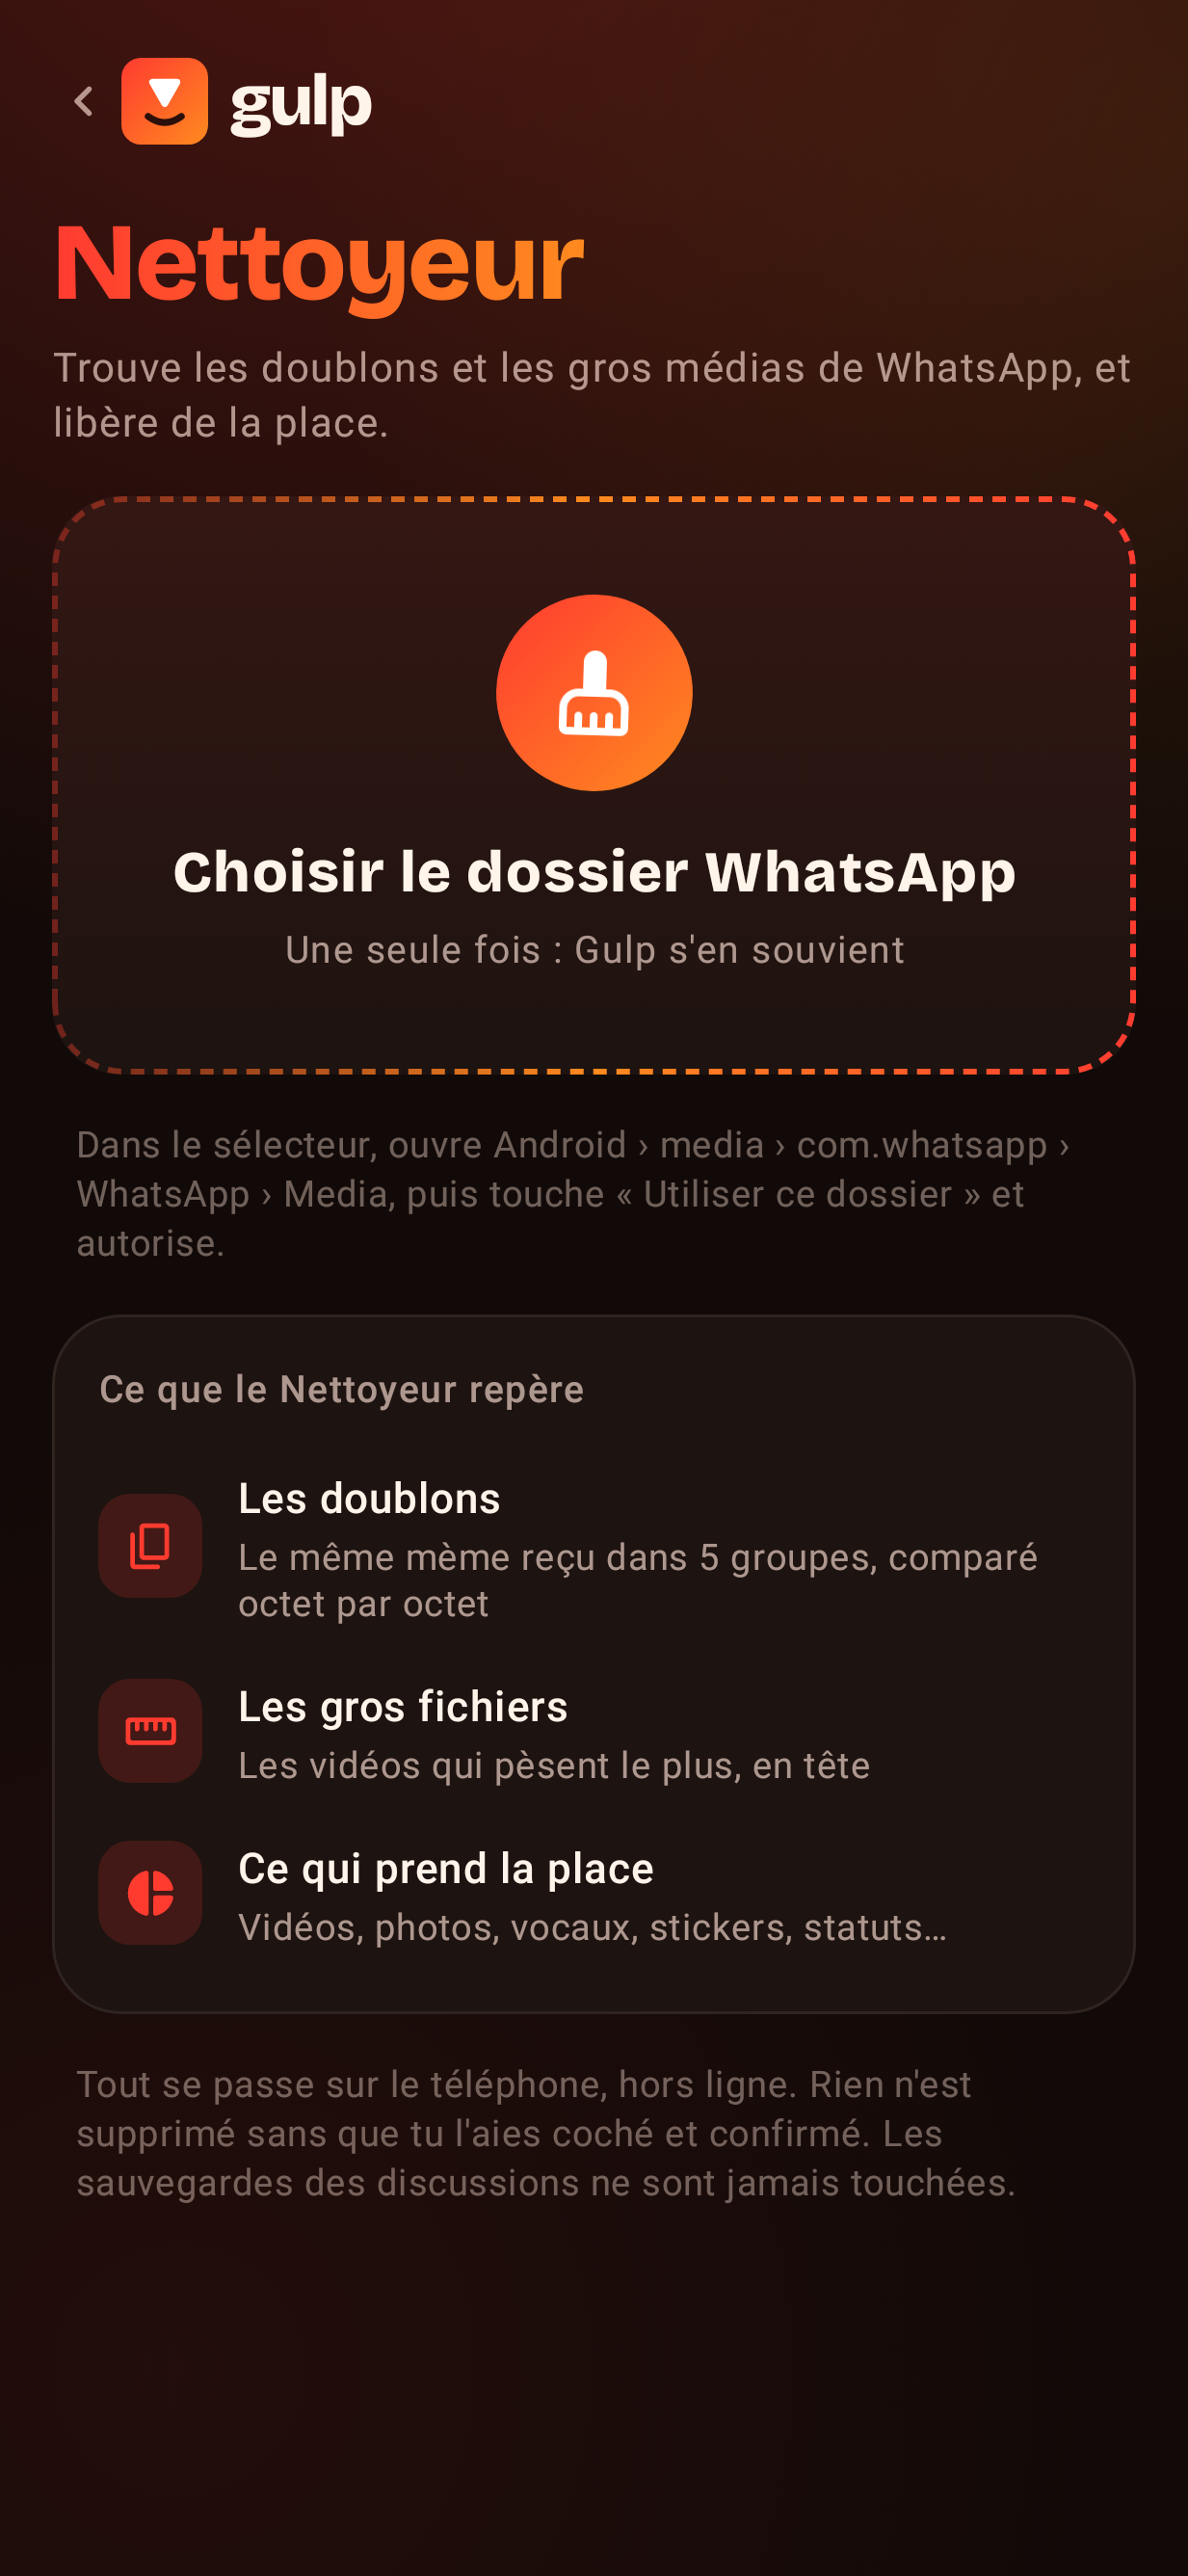 gulp
Nettoyeur
Trouve les doublons et les gros médias de WhatsApp, et
libère de la place.
Choisir le dossier WhatsApp
Une seule fois : Gulp s'en souvient
Dans le sélecteur, ouvre Android › media › com.whatsapp ›
WhatsApp › Media, puis touche « Utiliser ce dossier » et
autorise.
Ce que le Nettoyeur repère
Les doublons
Le même mème reçu dans 5 groupes, comparé
octet par octet
Les gros fichiers
Les vidéos qui pèsent le plus, en tête
Ce qui prend la place
Vidéos, photos, vocaux, stickers, statuts…
Tout se passe sur le téléphone, hors ligne. Rien n'est
supprimé sans que tu l'aies coché et confirmé. Les
sauvegardes des discussions ne sont jamais touchées.